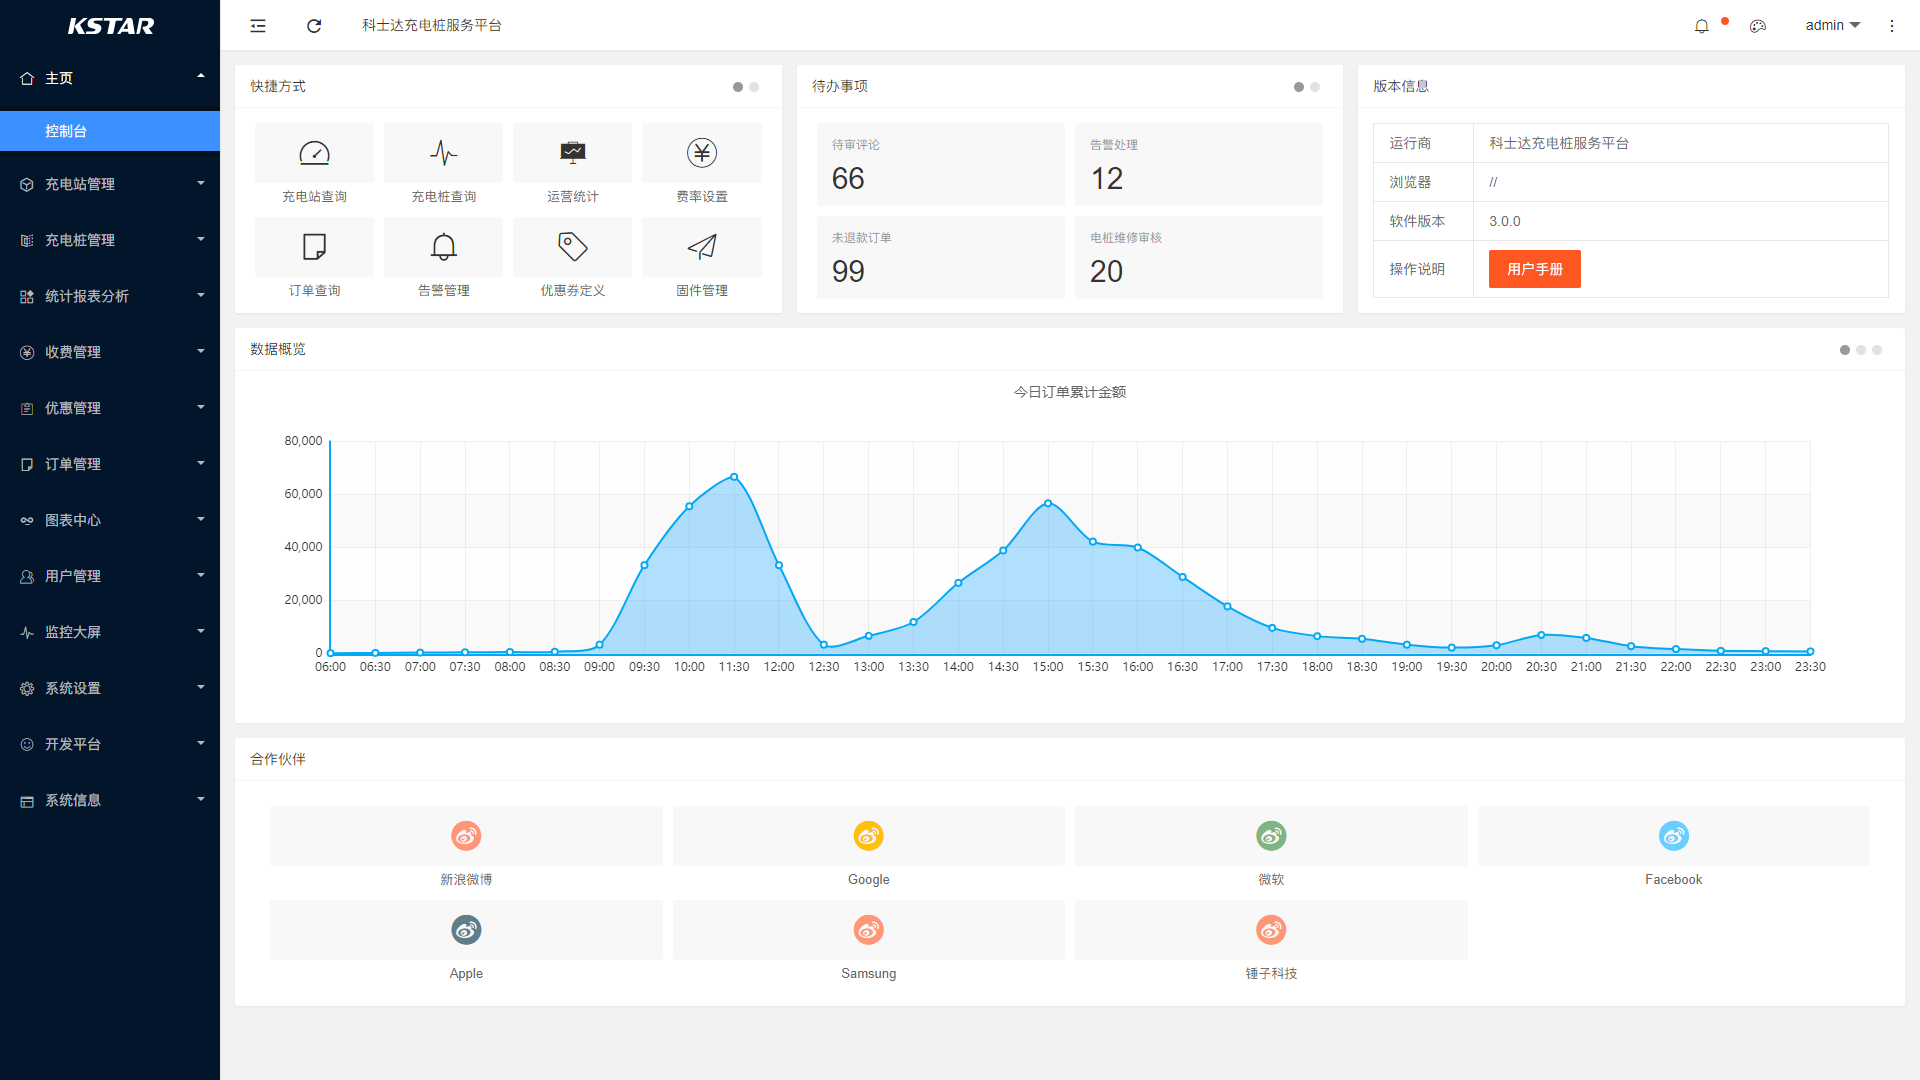 KSTAR
主页
控制台
充电站管理
充电桩管理
统计报表分析
收费管理
优惠管理
订单管理
图表中心
用户管理
监控大屏
系统设置
开发平台
系统信息
科士达充电桩服务平台
admin
快捷方式
充电站查询 充电桩查询 运营统计 费率设置
订单查询 告警管理 优惠券定义 固件管理
待办事项
待审评论 告警处理
66 12
未退款订单 电桩维修审核
99 20
版本信息
运行商 科士达充电桩服务平台
浏览器 //
软件版本 3.0.0
操作说明 用户手册
数据概览
今日订单累计金额
80,000
60,000
40,000
20,000
0
06:00 06:30 07:00 07:30 08:00 08:30 09:00 09:30 10:00 11:30 12:00 12:30 13:00 13:30 14:00 14:30 15:00 15:30 16:00 16:30 17:00 17:30 18:00 18:30 19:00 19:30 20:00 20:30 21:00 21:30 22:00 22:30 23:00 23:30
合作伙伴
新浪微博 Google 微软 Facebook
Apple Samsung 锤子科技